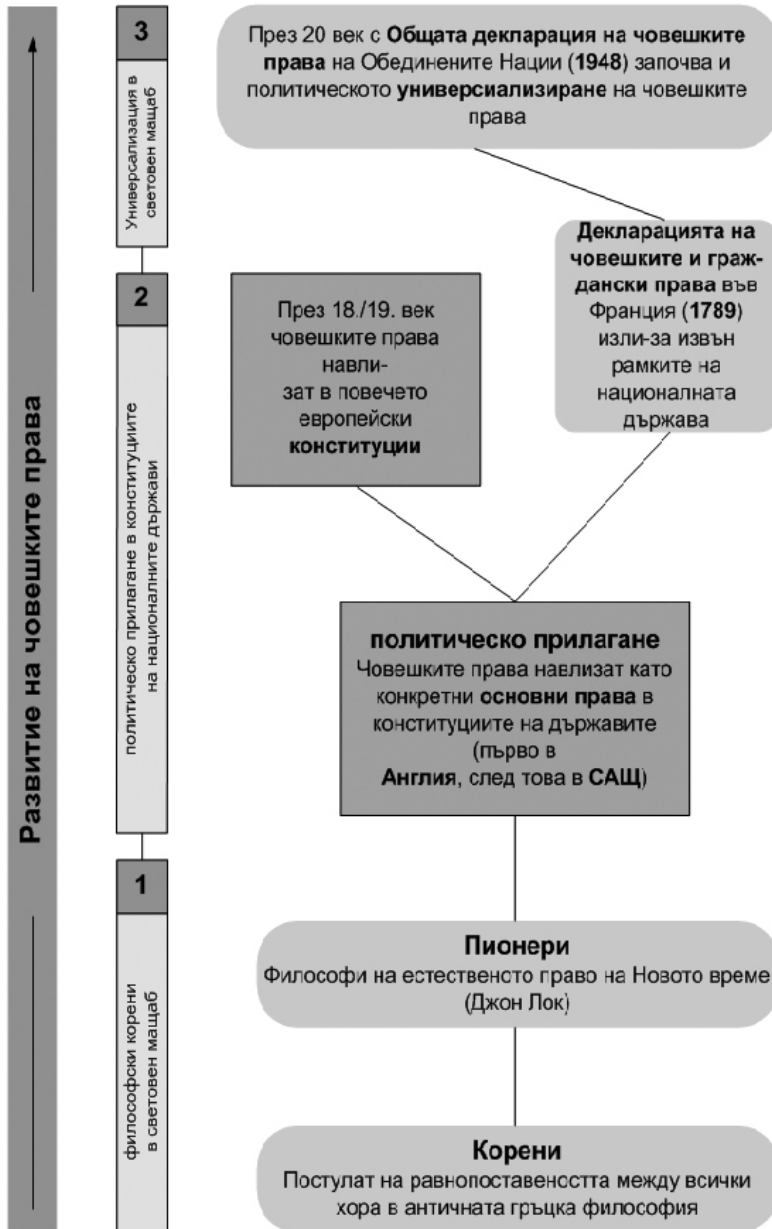 Развитие на човешките права
3
Универсализация в
световен мащаб
2
политическо прилагане в конституциите
на националните държави
1
философски корени
в световен мащаб
През 20 век с Общата декларация на човешките
права на Обединените Нации (1948) започва и
политическото универсиализиране на човешките
права
Декларацията на
човешките и граж-
дански права във
Франция (1789)
изли-за извън
рамките на
националната
държава
През 18./19. век
човешките права
навли-
зат в повечето
европейски
конституции
политическо прилагане
Човешките права навлизат като
конкретни основни права в
конституциите на държавите
(първо в
Англия, след това в САЩ)
Пионери
Философи на естественото право на Новото време
(Джон Лок)
Корени
Постулат на равнопоставеността между всички
хора в античната гръцка философия